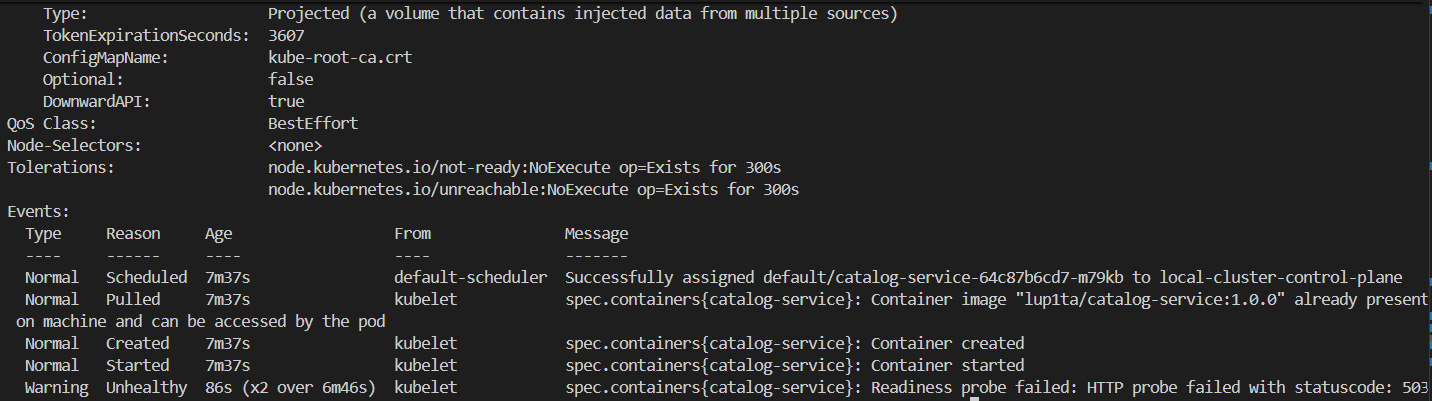 Type: Projected (a volume that contains injected data from multiple sources)
TokenExpirationSeconds: 3607
ConfigMapName: kube-root-ca.crt
Optional: false
DownwardAPI: true
QoS Class: BestEffort
Node-Selectors: <none>
Tolerations: node.kubernetes.io/not-ready:NoExecute op=Exists for 300s
node.kubernetes.io/unreachable:NoExecute op=Exists for 300s
Events:
Type Reason Age From Message
---- ------ ---- ---- -------
Normal Scheduled 7m37s default-scheduler Successfully assigned default/catalog-service-64c87b6cd7-m79kb to local-cluster-control-plane
Normal Pulled 7m37s kubelet spec.containers{catalog-service}: Container image "lup1ta/catalog-service:1.0.0" already present
on machine and can be accessed by the pod
Normal Created 7m37s kubelet spec.containers{catalog-service}: Container created
Normal Started 7m37s kubelet spec.containers{catalog-service}: Container started
Warning Unhealthy 86s (x2 over 6m46s) kubelet spec.containers{catalog-service}: Readiness probe failed: HTTP probe failed with statuscode: 503